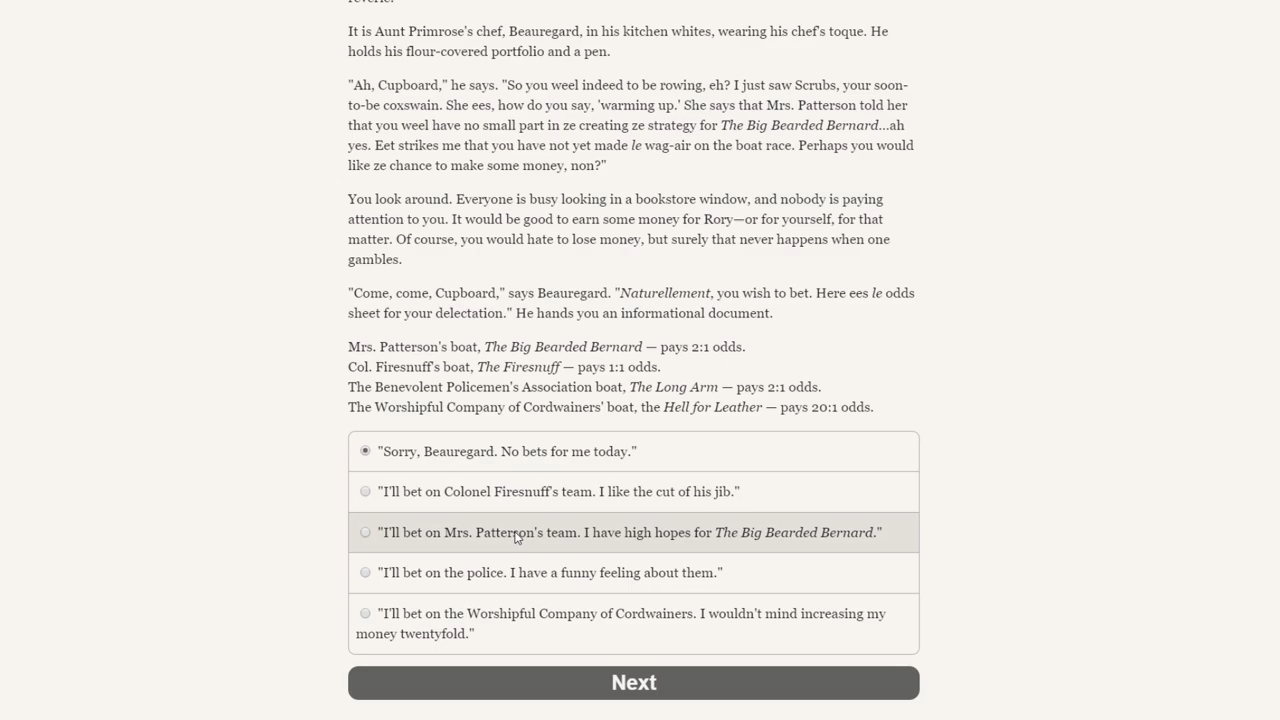 It is Aunt Primrose's chef, Beauregard, in his kitchen whites, wearing his chef's toque. He
holds his flour-covered portfolio and a pen.
"Ah, Cupboard," he says. "So you weel indeed to be rowing, eh? I just saw Scrubs, your soon-
to-be coxswain. She ees, how do you say, 'warming up.' She says that Mrs. Patterson told her
that you weel have no small part in ze creating ze strategy for The Big Bearded Bernard...ah
yes. Eet strikes me that you have not yet made le wag-air on the boat race. Perhaps you would
like ze chance to make some money, non?"
You look around. Everyone is busy looking in a bookstore window, and nobody is paying
attention to you. It would be good to earn some money for Rory—or for yourself, for that
matter. Of course, you would hate to lose money, but surely that never happens when one
gambles.
"Come, come, Cupboard," says Beauregard. "Naturellement, you wish to bet. Here ees le odds
sheet for your delectation." He hands you an informational document.
Mrs. Patterson's boat, The Big Bearded Bernard — pays 2:1 odds.
Col. Firesnuff's boat, The Firesnuff — pays 1:1 odds.
The Benevolent Policemen's Association boat, The Long Arm — pays 2:1 odds.
The Worshipful Company of Cordwainers' boat, the Hell for Leather — pays 20:1 odds.
"Sorry, Beauregard. No bets for me today."
"I'll bet on Colonel Firesnuff's team. I like the cut of his jib."
"I'll bet on Mrs. Patterson's team. I have high hopes for The Big Bearded Bernard."
"I'll bet on the police. I have a funny feeling about them."
"I'll bet on the Worshipful Company of Cordwainers. I wouldn't mind increasing my
money twentyfold."
Next